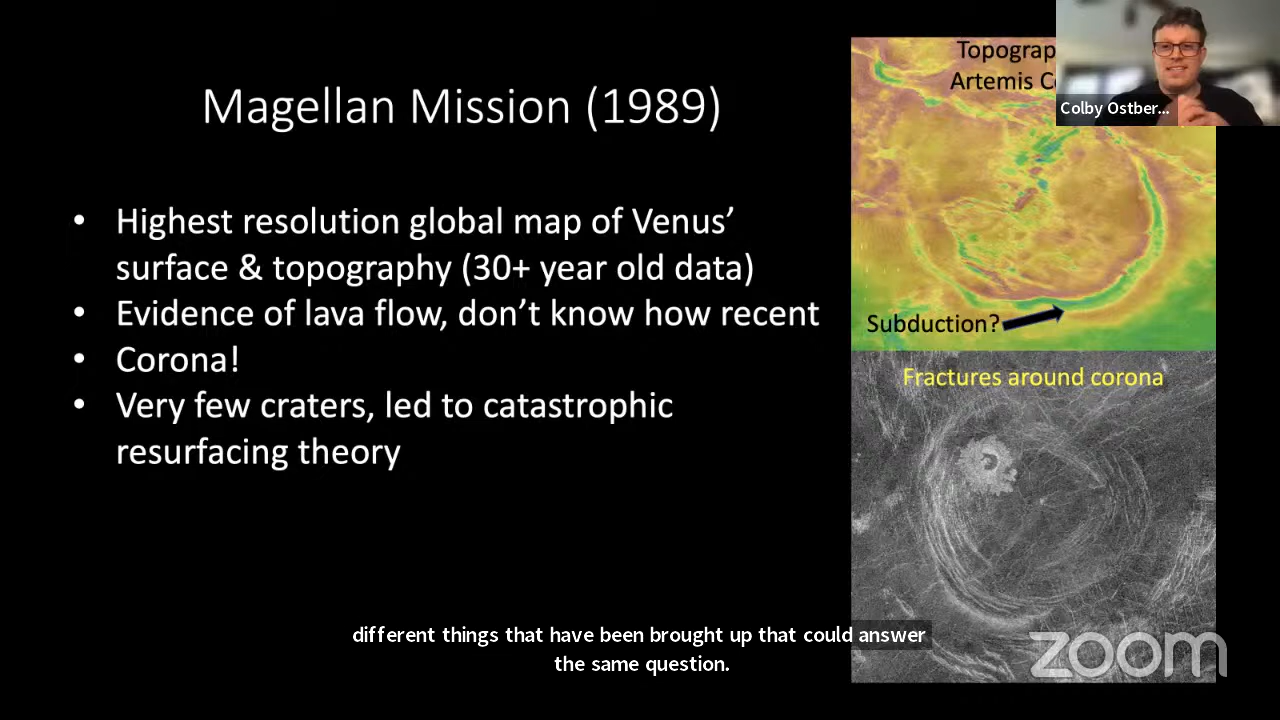 Magellan Mission (1989)
• Highest resolution global map of Venus’
surface & topography (30+ year old data)
• Evidence of lava flow, don’t know how recent
• Corona!
• Very few craters, led to catastrophic
resurfacing theory
Topograp
Artemis C
Colby Ostber...
Subduction?
Fractures around corona
different things that have been brought up that could answer
the same question.
zoom